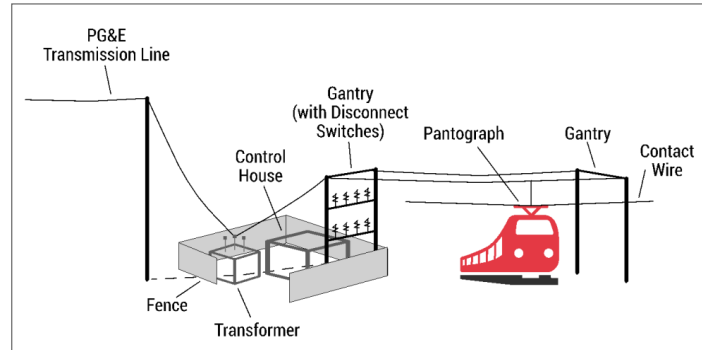 PG&E
Transmission Line
Gantry
(with Disconnect
Switches)
Pantograph
Gantry
Contact
Wire
Control
House
Fence
Transformer